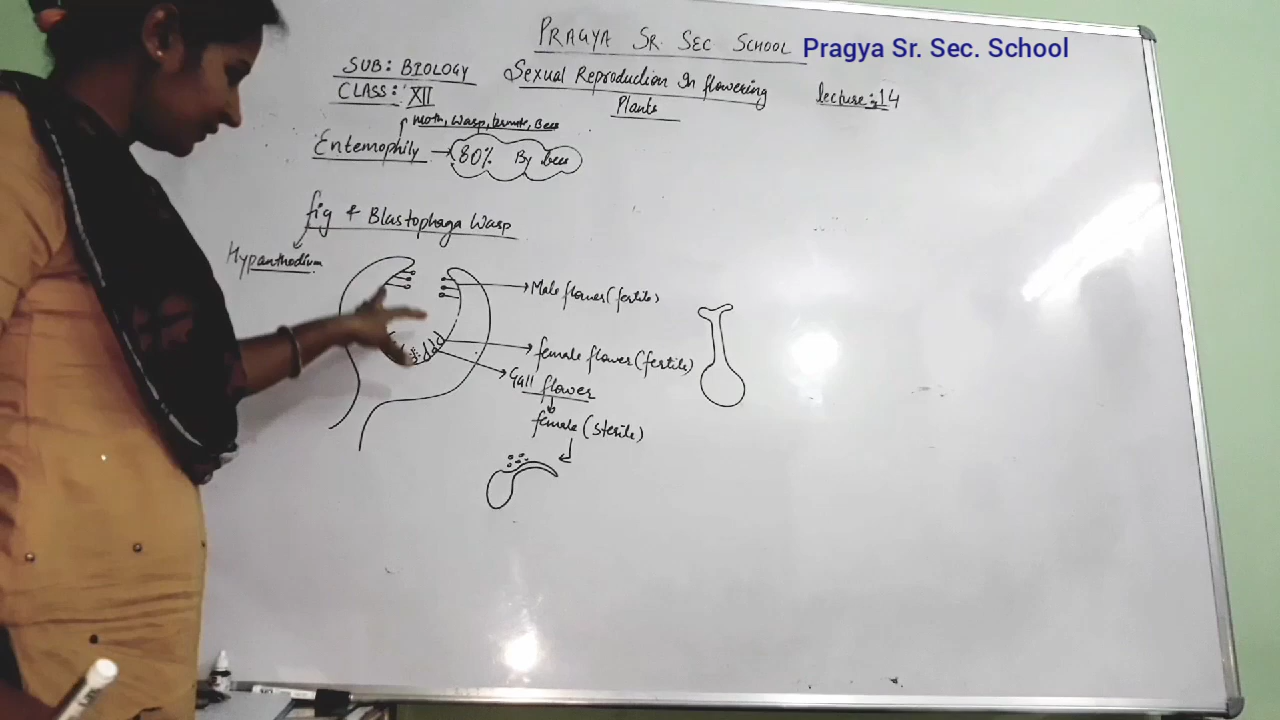 PRAGYA SR. SEC SCHOOL
Pragya Sr. Sec. School
SUB: BIOLOGY
Sexual Reproduction In flowering
Plants
lecture: 14
CLASS: XII
moth, wasp, Bees
Entemophily → 80% By bees
fig & Blastophaga Wasp
Hypanthodium
Male flower (fertile)
female flower (fertile)
Gall flower
female (sterile)